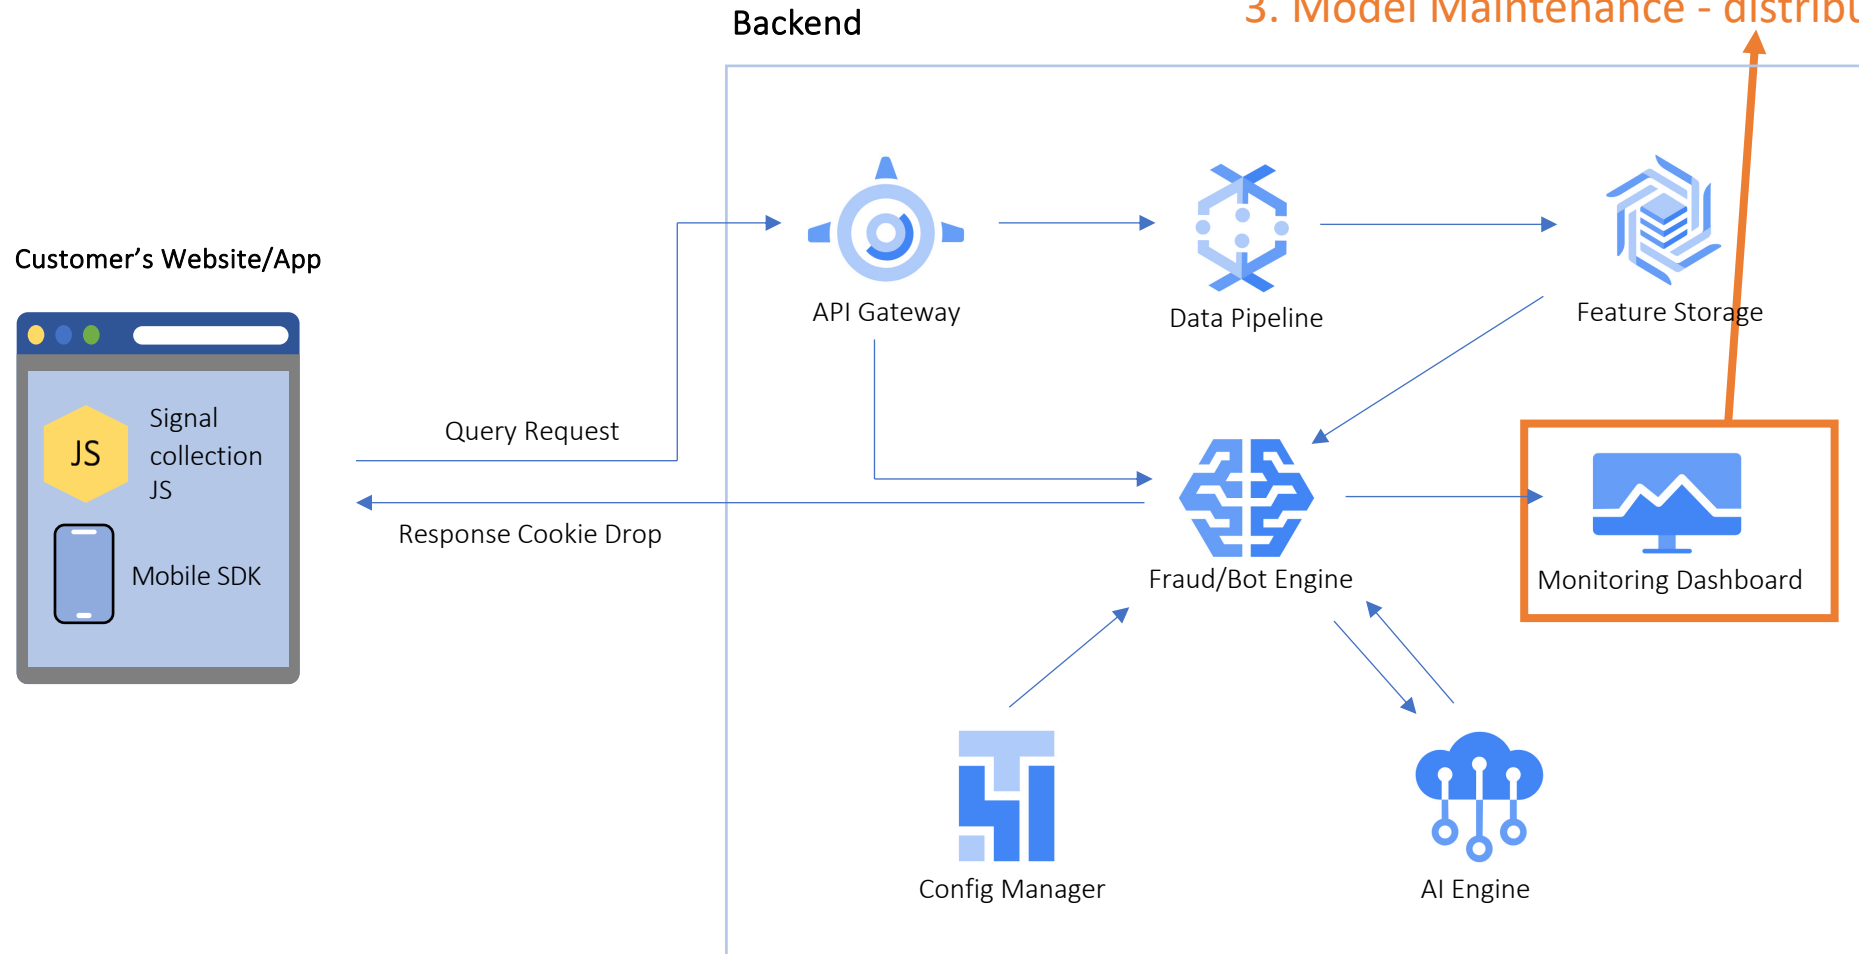 Backend
3. Model Maintenance - distribu
Customer's Website/App
JS
Signal
collection
JS
Mobile SDK
Query Request
Response Cookie Drop
API Gateway
Data Pipeline
Feature Storage
Fraud/Bot Engine
Monitoring Dashboard
Config Manager
AI Engine